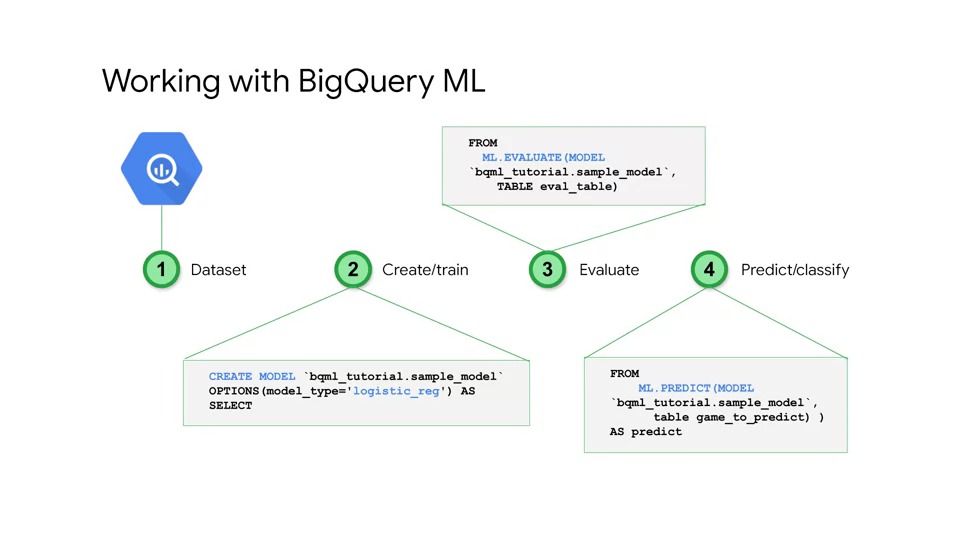 Working with BigQuery ML
FROM
ML.EVALUATE(MODEL
`bqml_tutorial.sample_model`,
TABLE eval_table)
1 Dataset
2 Create/train
3 Evaluate
4 Predict/classify
CREATE MODEL `bqml_tutorial.sample_model`
OPTIONS(model_type='logistic_reg') AS
SELECT
FROM
ML.PREDICT(MODEL
`bqml_tutorial.sample_model`,
table game_to_predict) )
AS predict